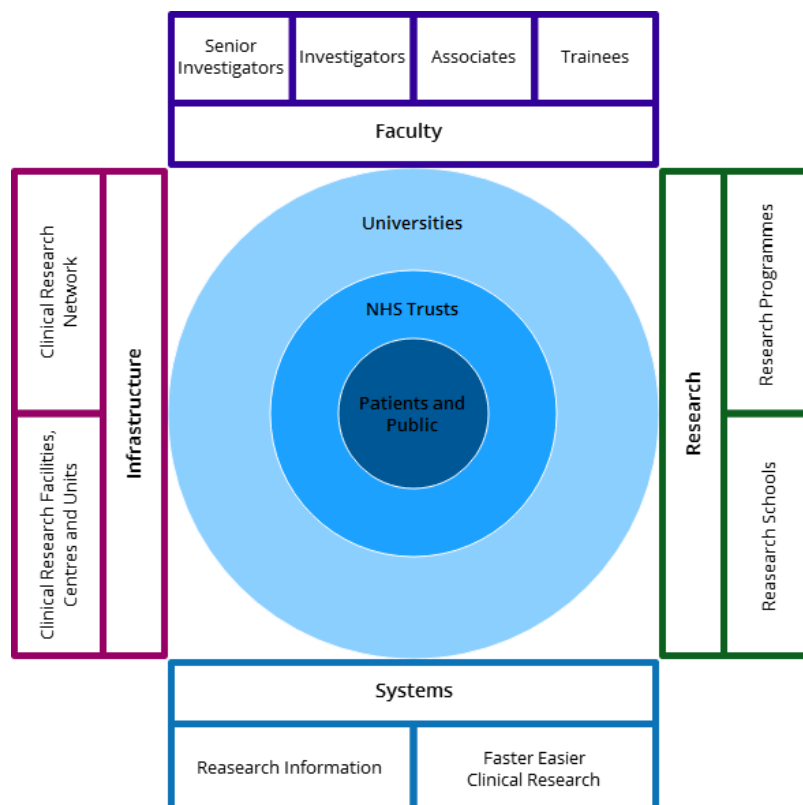 Senior
Investigators
Investigators
Associates
Trainees
Faculty
Clinical Research
Network
Clinical Research Facilities,
Centres and Units
Infrastructure
Universities
NHS Trusts
Patients and
Public
Research
Research Programmes
Reasearch Schools
Systems
Reasearch Information
Faster Easier
Clinical Research